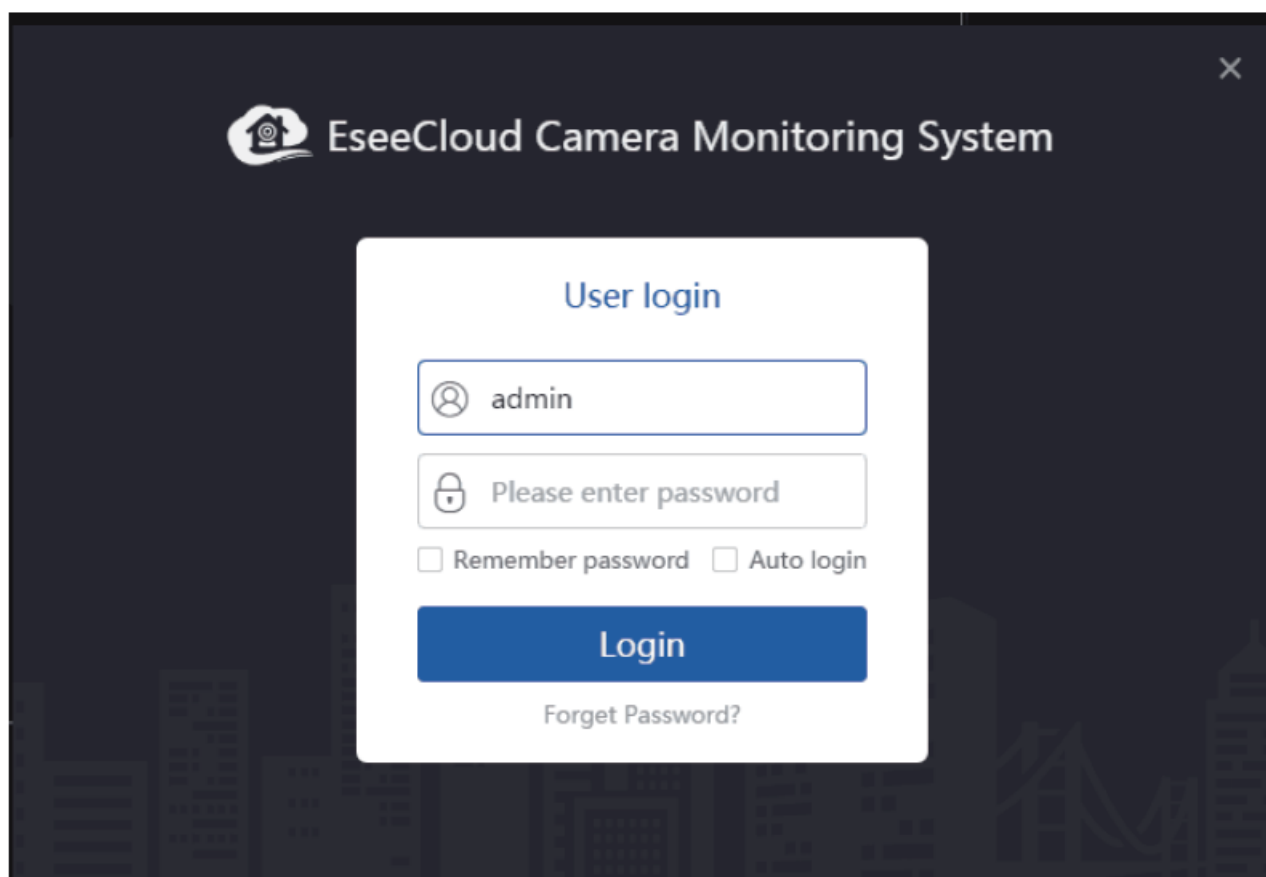 EseeCloud Camera Monitoring System
User login
admin
Please enter password
Remember password Auto login
Login
Forget Password?